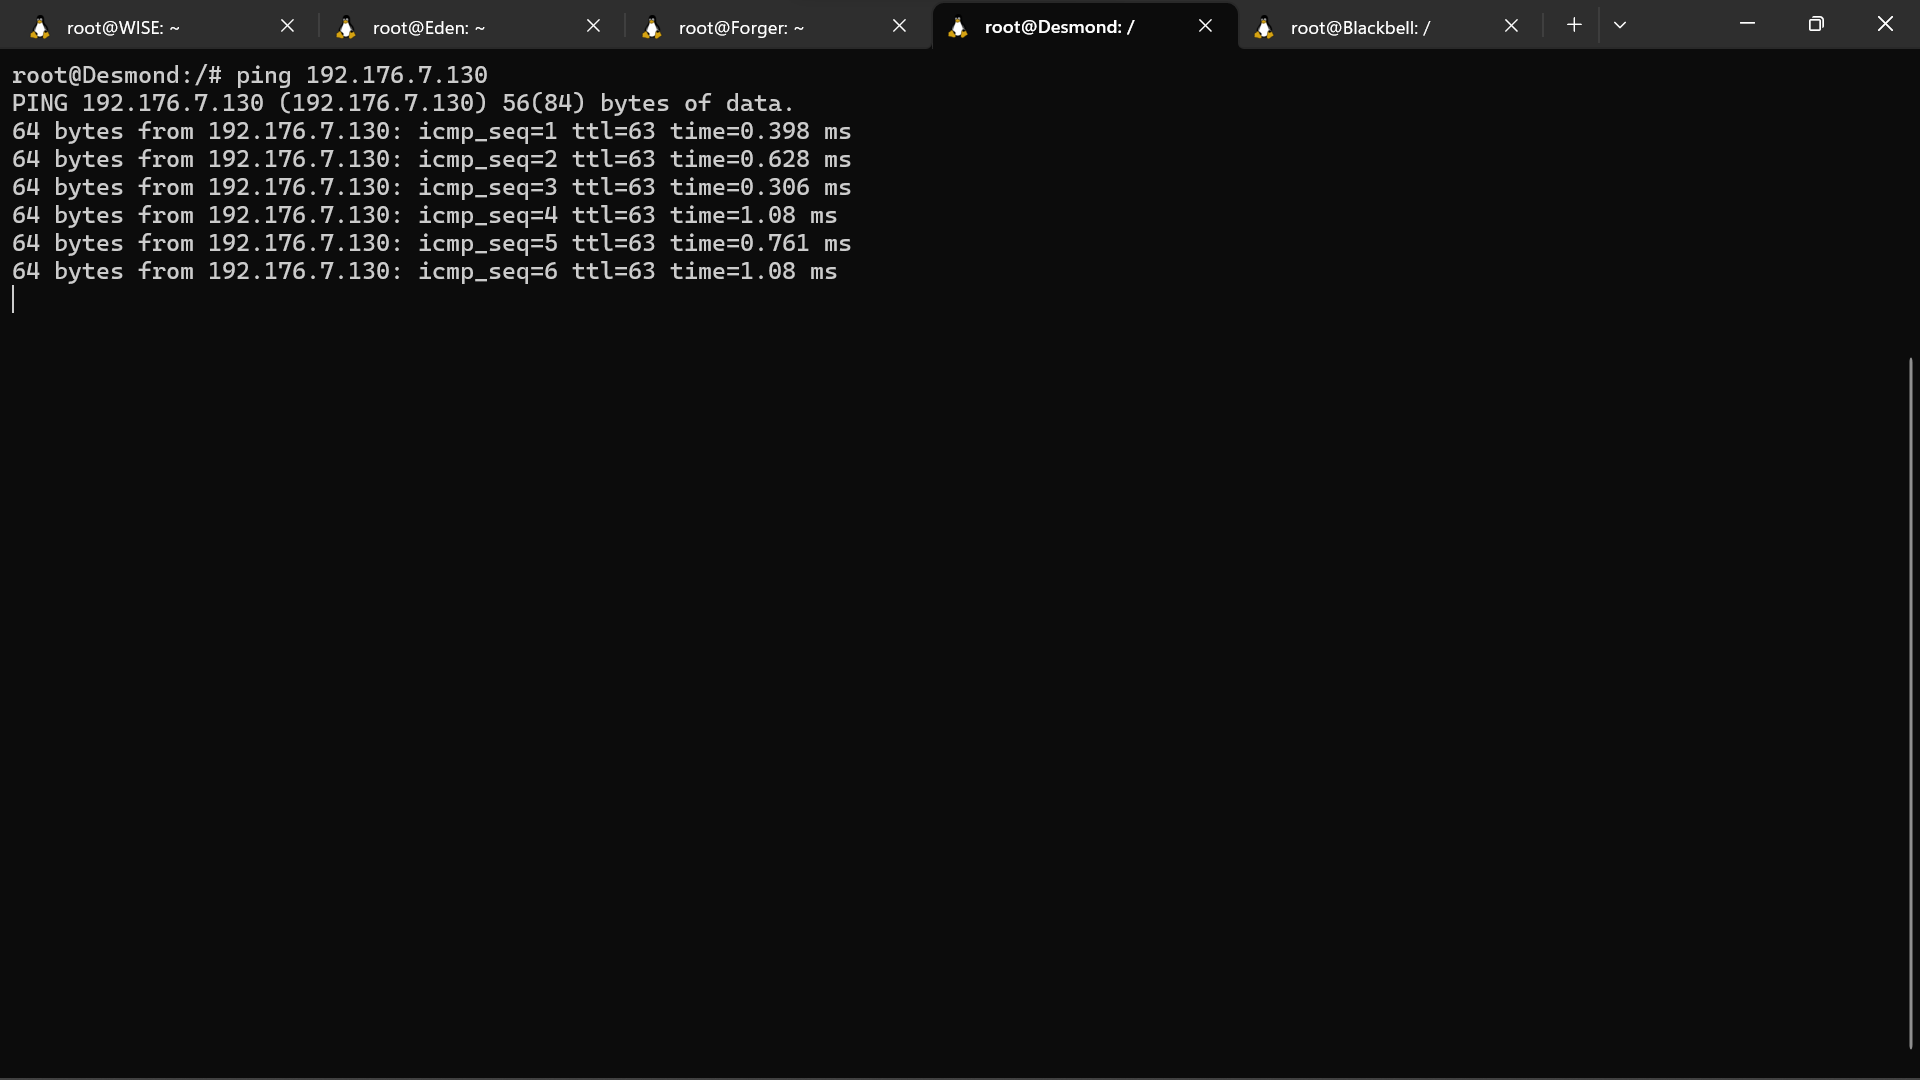 root@WISE: ~
root@Eden: ~
root@Forger: ~
root@Desmond: /
root@Blackbell: /
root@Desmond:/# ping 192.176.7.130
PING 192.176.7.130 (192.176.7.130) 56(84) bytes of data.
64 bytes from 192.176.7.130: icmp_seq=1 ttl=63 time=0.398 ms
64 bytes from 192.176.7.130: icmp_seq=2 ttl=63 time=0.628 ms
64 bytes from 192.176.7.130: icmp_seq=3 ttl=63 time=0.306 ms
64 bytes from 192.176.7.130: icmp_seq=4 ttl=63 time=1.08 ms
64 bytes from 192.176.7.130: icmp_seq=5 ttl=63 time=0.761 ms
64 bytes from 192.176.7.130: icmp_seq=6 ttl=63 time=1.08 ms